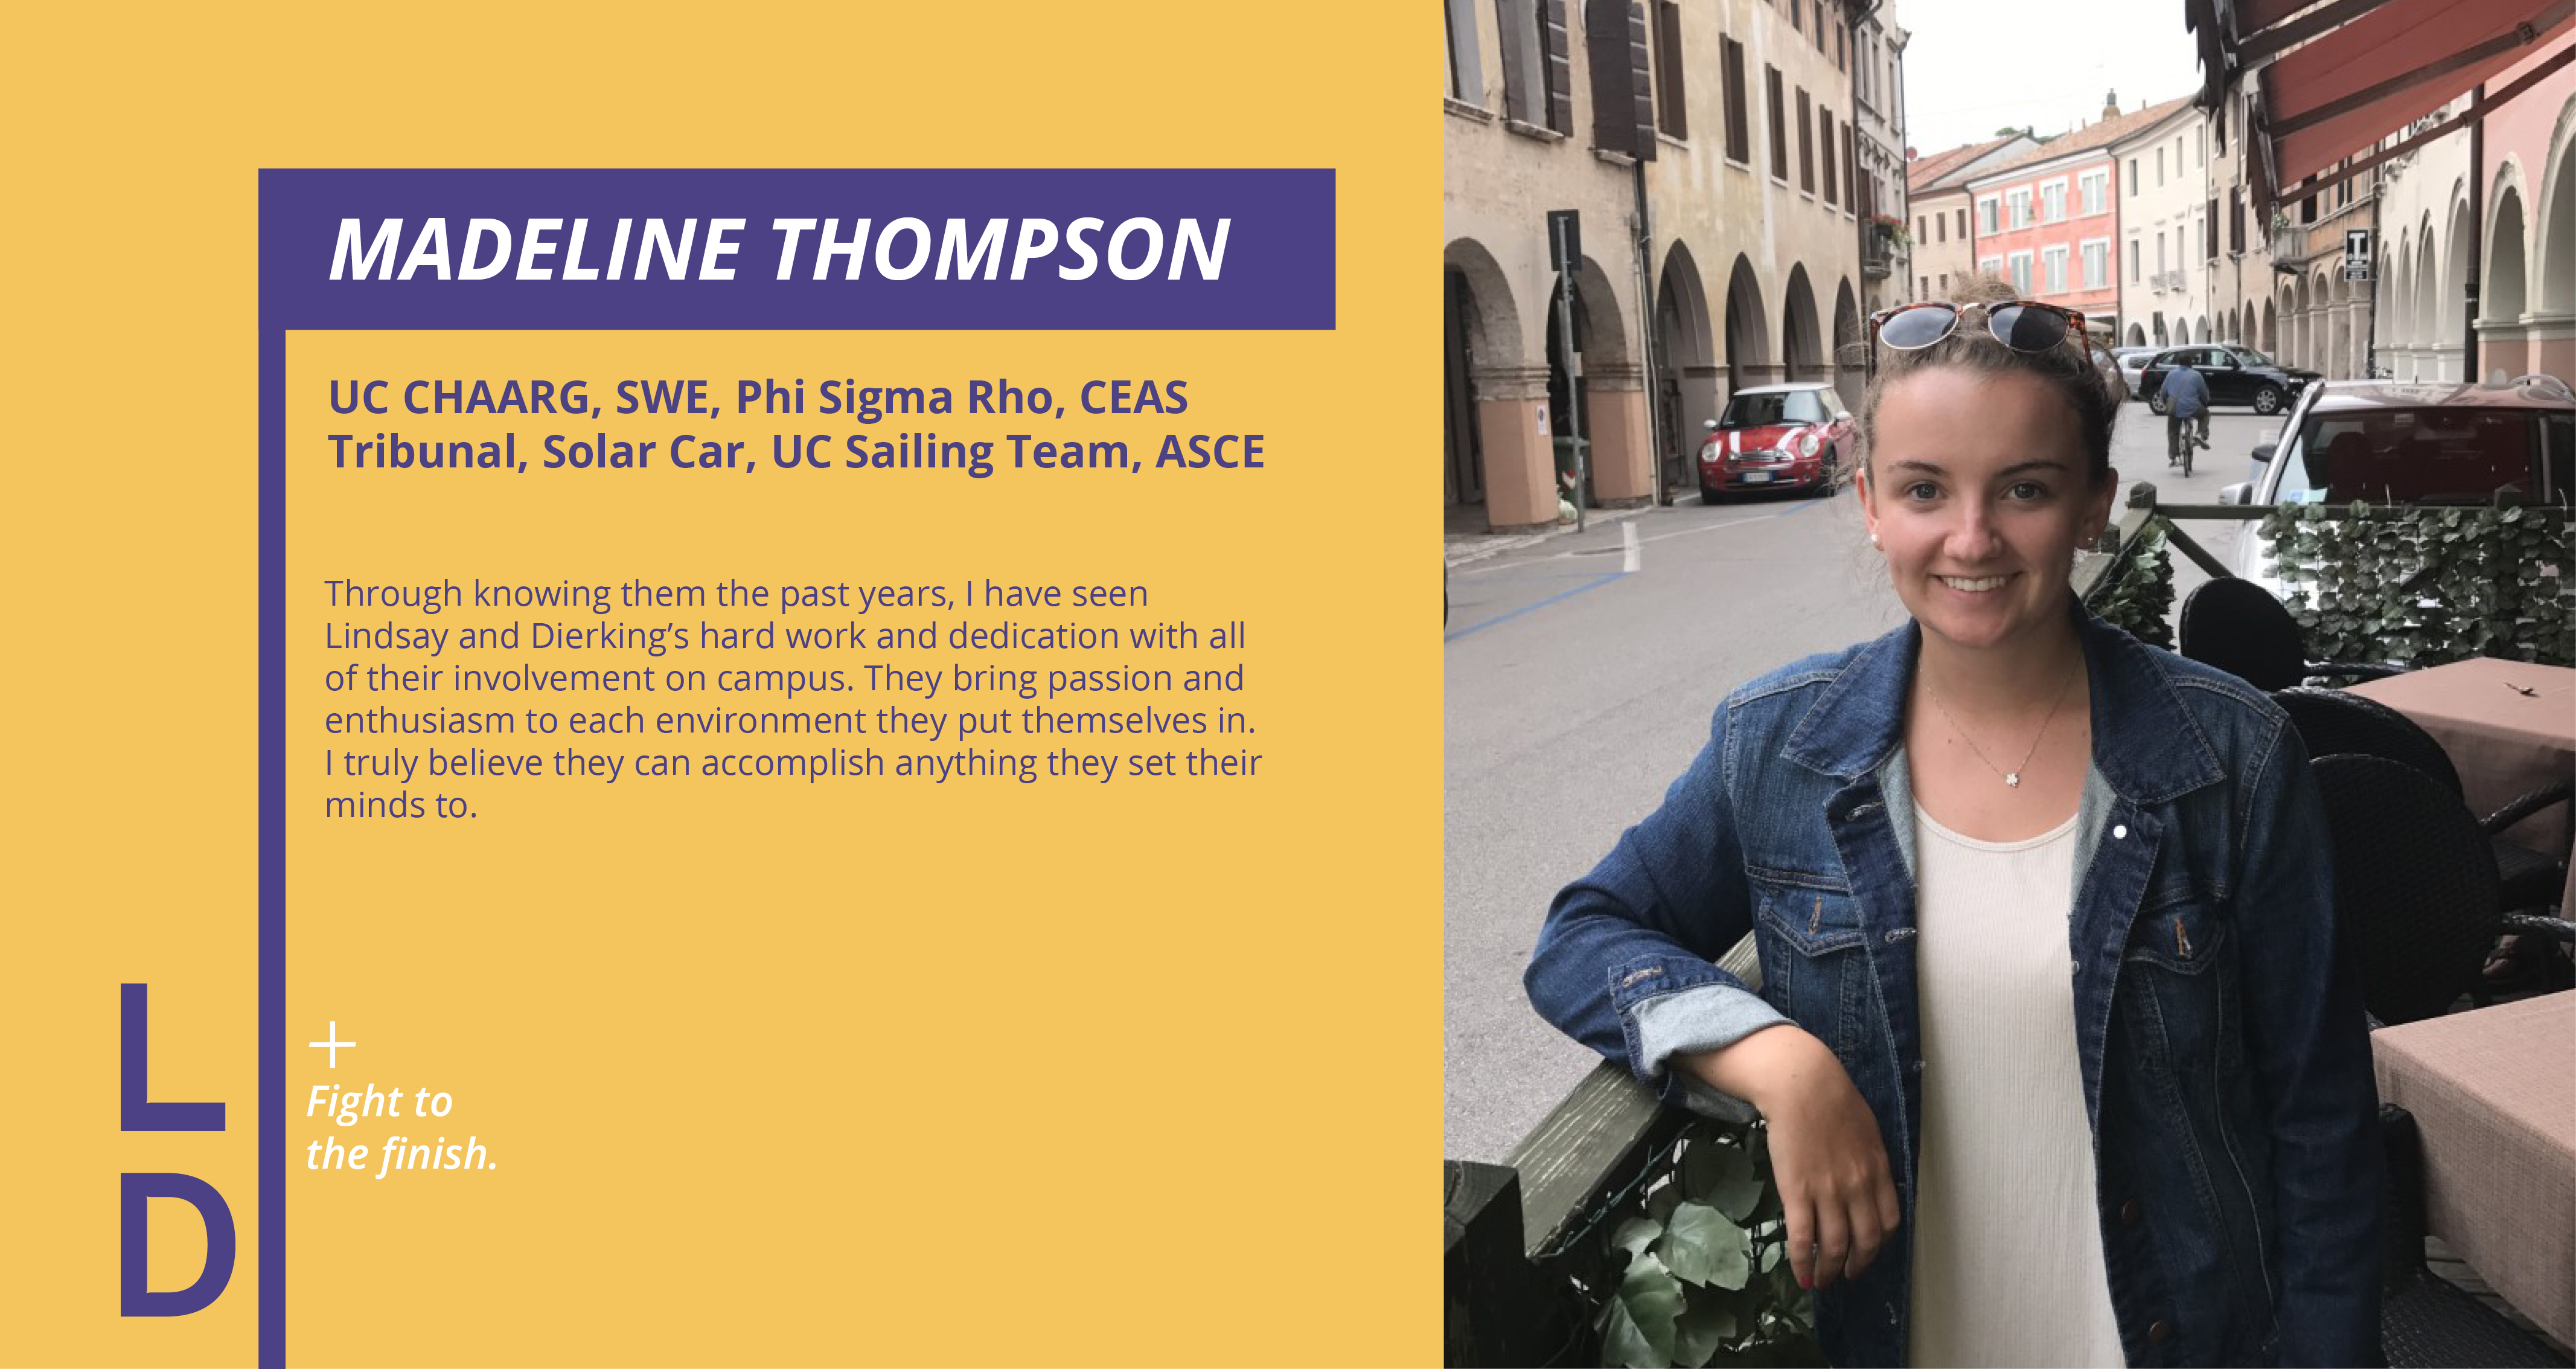 MADELINE THOMPSON
UC CHAARG, SWE, Phi Sigma Rho, CEAS
Tribunal, Solar Car, UC Sailing Team, ASCE
Through knowing them the past years, I have seen
Lindsay and Dierking’s hard work and dedication with all
of their involvement on campus. They bring passion and
enthusiasm to each environment they put themselves in.
I truly believe they can accomplish anything they set their
minds to.
L
D
+
Fight to
the finish.
T